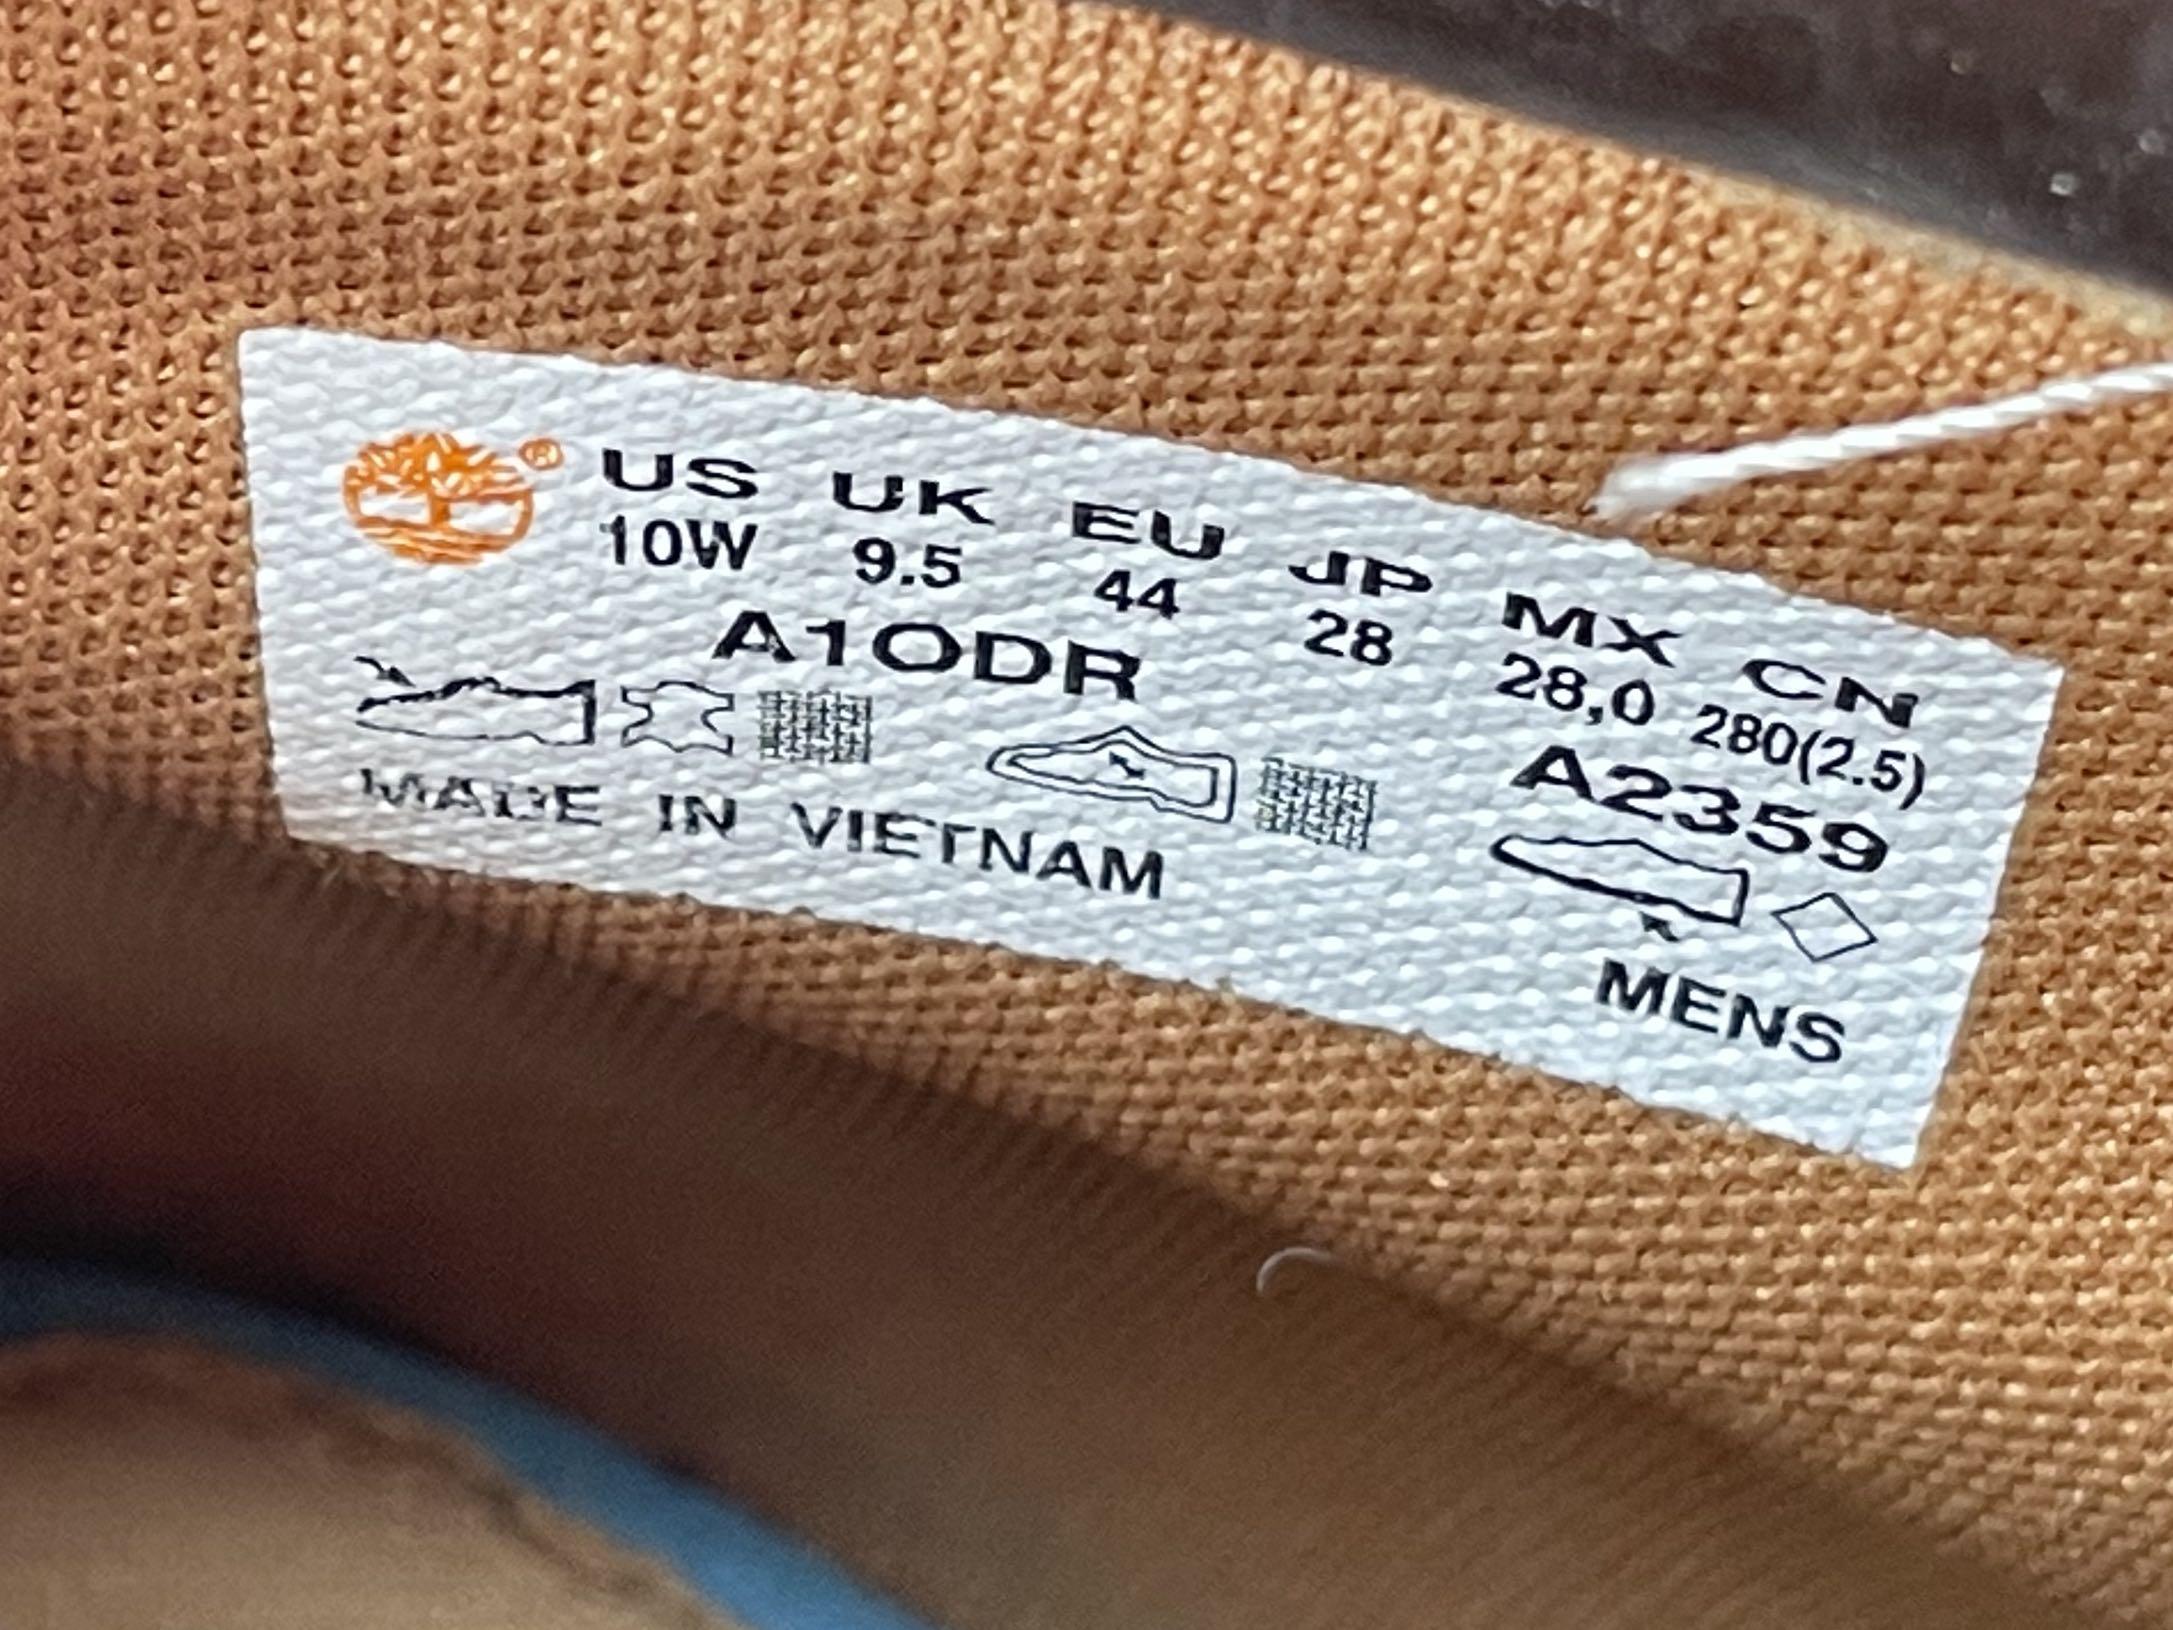 ® US UK EU JP MX CN
10W 9.5 44 28 28,0 280(2.5)
A1ODR A2359
MADE IN VIETNAM MENS